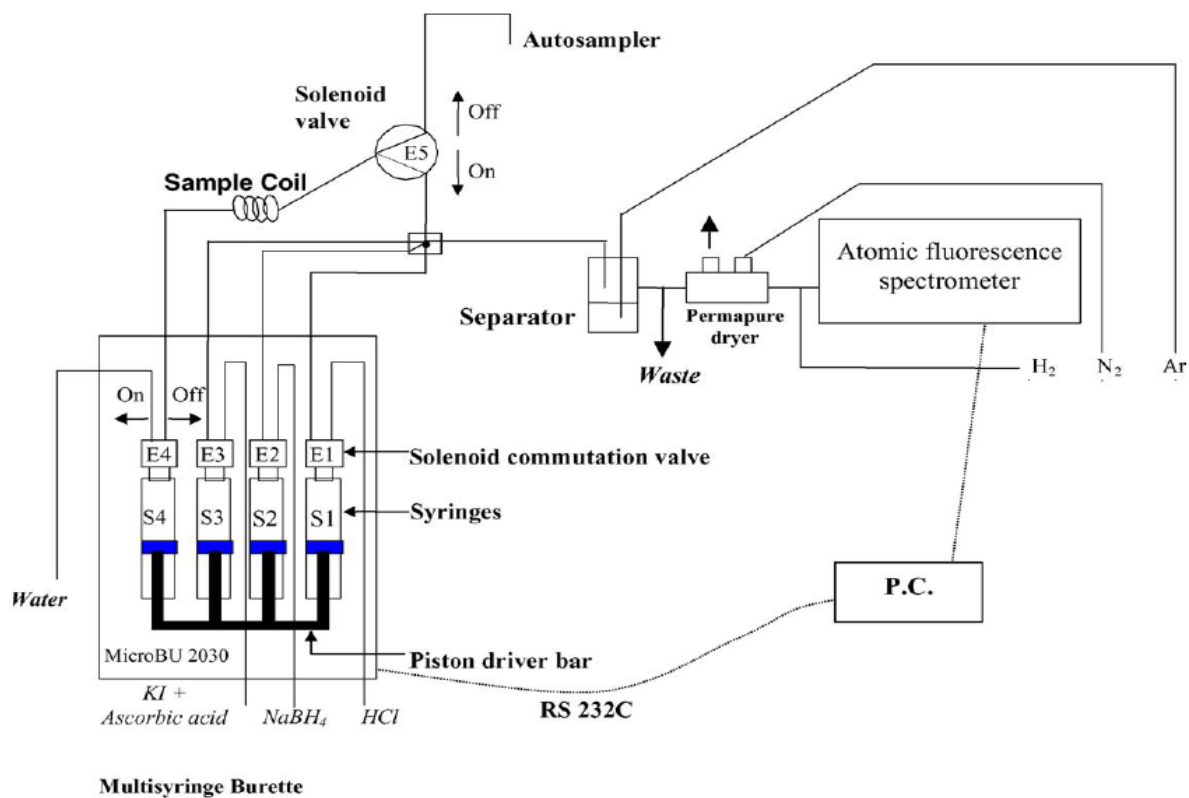 Autosampler
Solenoid
valve
Off
E5
On
Sample Coil
Atomic fluorescence
spectrometer
Separator
Permapure
dryer
Waste
H₂ N₂ Ar
On Off
E4 E3 E2 E1
Solenoid commutation valve
S4 S3 S2 S1
Syringes
Water
P.C.
MicroBU 2030
Piston driver bar
KI +
Ascorbic acid
NaBH₄
HCl
RS 232C
Multisyringe Burette